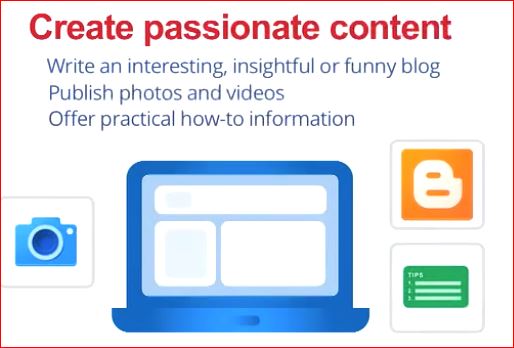 Create passionate content
Write an interesting, insightful or funny blog
Publish photos and videos
Offer practical how-to information
TIPS
1.
2.
3.